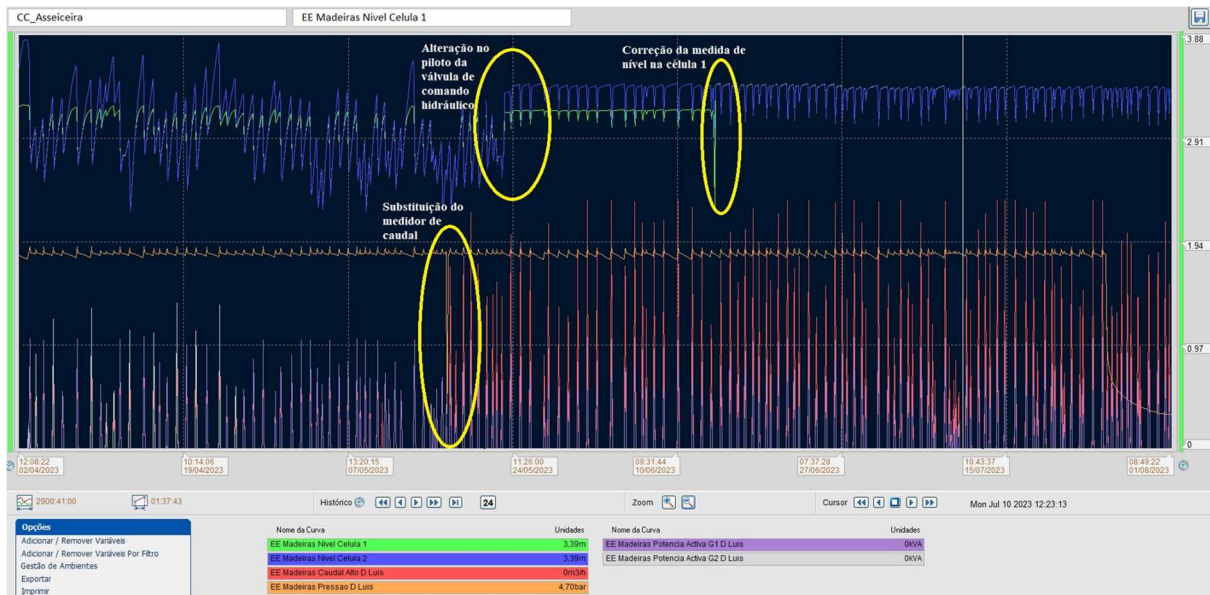 CC_Asseiceira
EE Madeiras Nivel Celula 1
3.88
Alteração no
piloto da
válvula de
comando
hidráulico
Correção da medida de
nível na célula 1
2.91
Substituição do
medidor de
caudal
1.94
0.97
0
12:08:22
02/04/2023
10:14:06
19/04/2023
13:20:15
07/05/2023
11:26:00
24/05/2023
09:31:44
10/06/2023
07:37:28
27/06/2023
10:43:37
15/07/2023
08:49:22
01/08/2023
2900:41:00
01:37:43
Histórico
24
Zoom
Cursor
Mon Jul 10 2023 12:23:13
Opções
Adicionar / Remover Variáveis
Adicionar / Remover Variáveis Por Filtro
Gestão de Ambientes
Exportar
Imprimir
Nome da Curva Unidades
EE Madeiras Nivel Celula 1 3,39m
EE Madeiras Nivel Celula 2 3,39m
EE Madeiras Caudal Alto D Luis 0m3/h
EE Madeiras Pressao D Luis 4,70bar
Nome da Curva Unidades
EE Madeiras Potencia Activa G1 D Luis 0kVA
EE Madeiras Potencia Activa G2 D Luis 0kVA